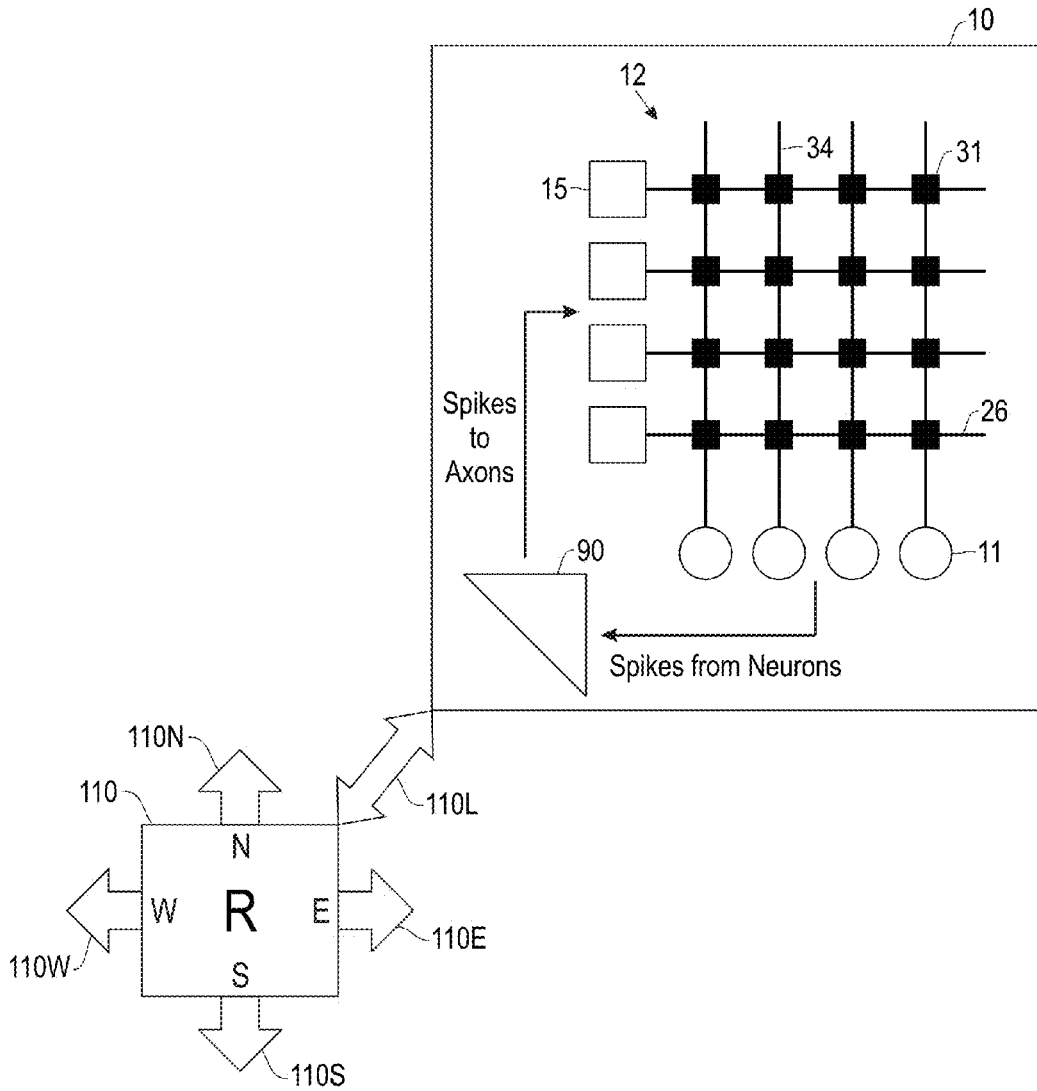 10
12
34
31
15
Spikes
to
Axons
26
90
11
Spikes from Neurons
110N
110
110L
N
W
R
E
110E
110W
S
110S